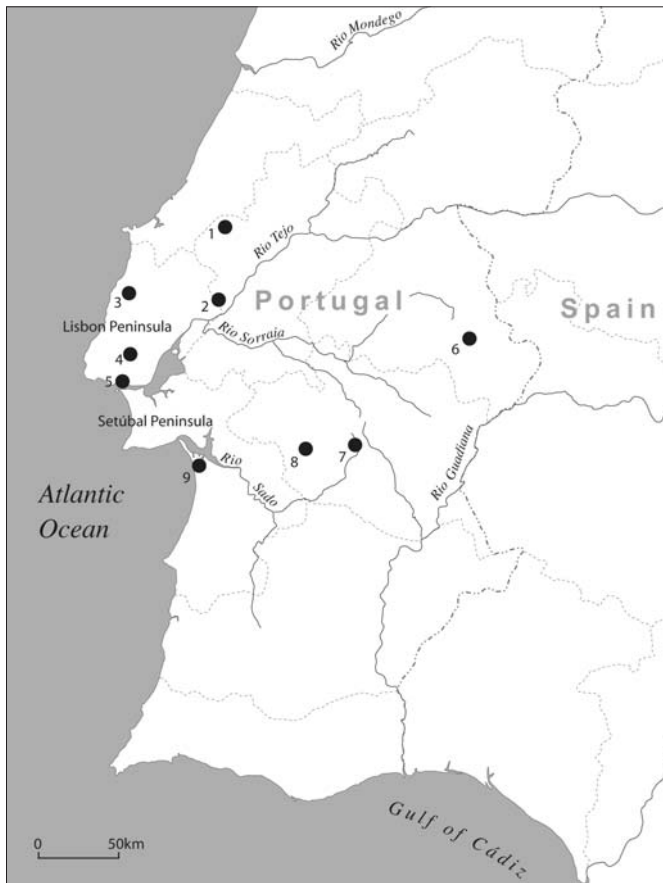 Rio Mondego
1
Rio Tejo
3
2
Portugal
Spain
Lisbon Peninsula
Rio Sorraia
4
6
5
Setúbal Peninsula
Rio Guadiana
8
7
Rio
Sado
9
Atlantic
Ocean
Gulf of Cádiz
0
50km